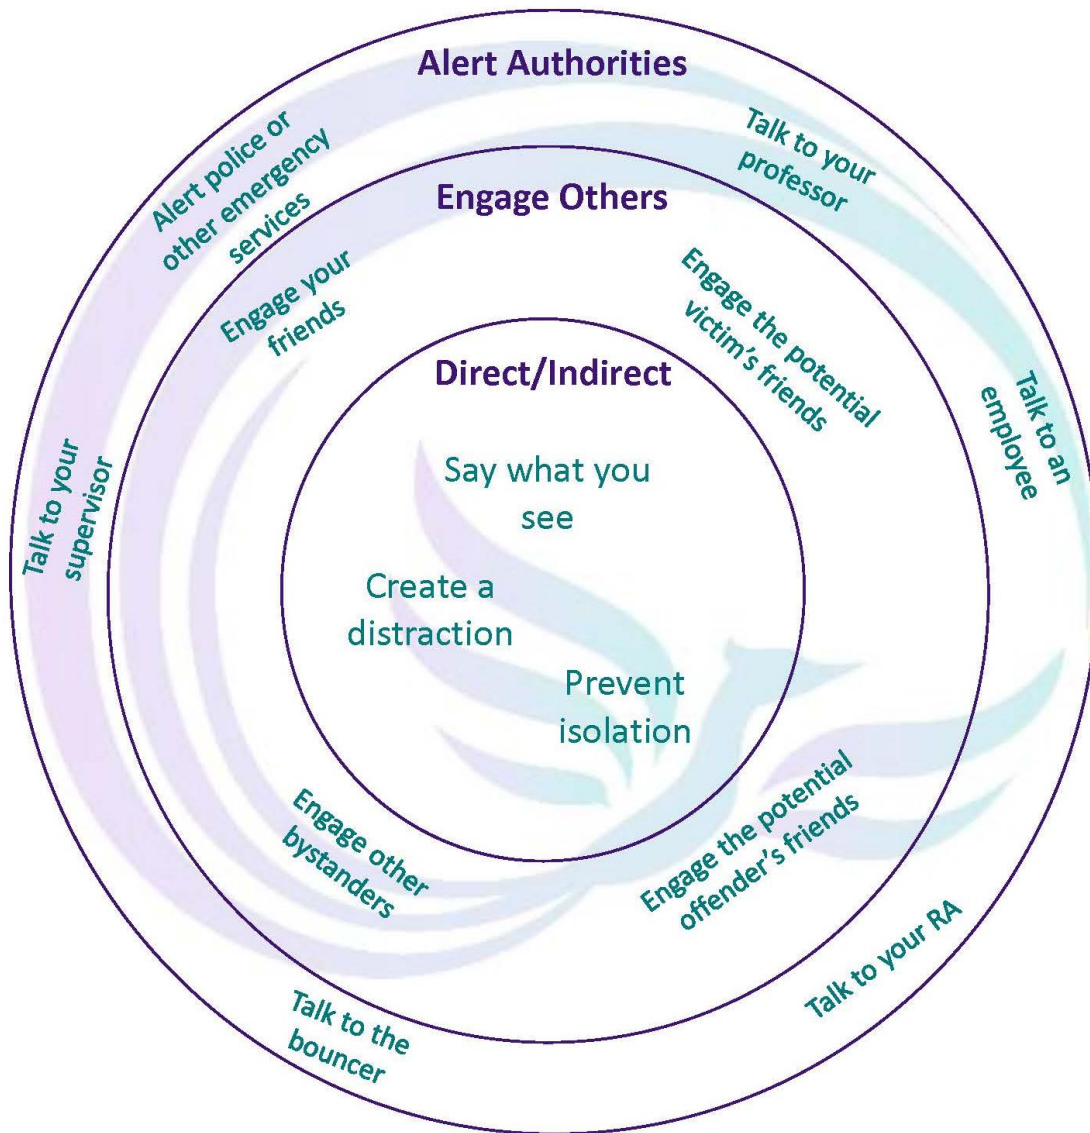 Alert Authorities
Alert police or
other emergency
services
Talk to your
professor
Talk to an
employee
Talk to your
supervisor
Talk to the
bouncer
Talk to your RA
Engage Others
Engage your
friends
Engage the potential
victim's friends
Engage other
bystanders
Engage the potential
offender's friends
Direct/Indirect
Say what you
see
Create a
distraction
Prevent
isolation